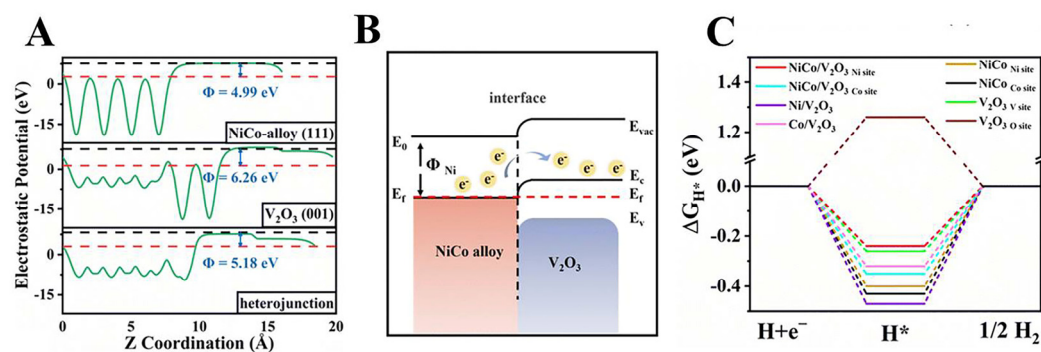 A
Electrostatic Potential (eV)
0
-15
Φ = 4.99 eV
NiCo-alloy (111)
0
-15
Φ = 6.26 eV
V₂O₃ (001)
0
-15
Φ = 5.18 eV
heterojunction
0 5 10 15 20
Z Coordination (Å)
B
interface
E₀
Evac
Φ Ni
e⁻ e⁻ e⁻ e⁻ e⁻ e⁻
Ec
Ef
Ef
Ev
NiCo alloy
V₂O₃
C
ΔG_H* (eV)
1.4
1.2
0.0
-0.2
-0.4
NiCo/V₂O₃ Ni site
NiCo/V₂O₃ Co site
Ni/V₂O₃
Co/V₂O₃
NiCo Ni site
NiCo Co site
V₂O₃ V site
V₂O₃ O site
H+e⁻ H* 1/2 H₂